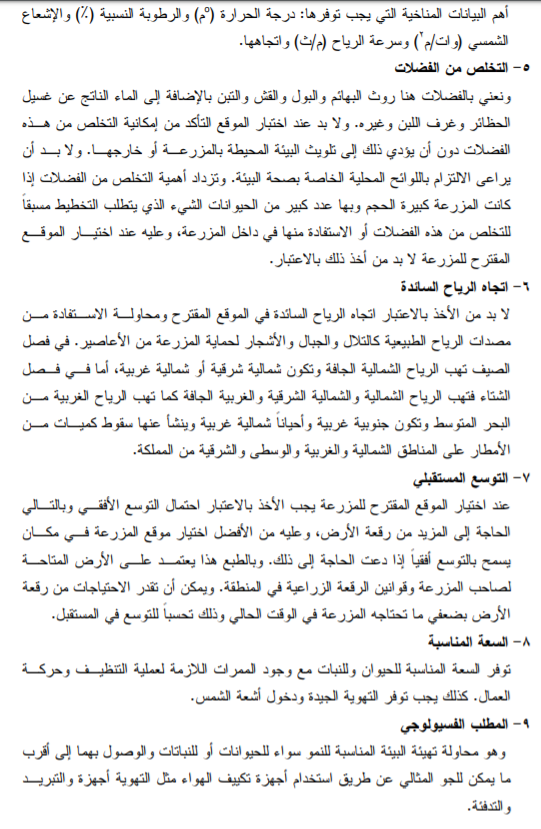 أهم البيانات المناخية التي يجب توفرها: درجة الحرارة (°م) والرطوبة النسبية (٪) والإشعاع
الشمسي (وات/م٢) وسرعة الرياح (م/ث) واتجاهها.
٥- التخلص من الفضلات
ونعني بالفضلات هنا روث البهائم والبول والقش والتبن بالإضافة إلى الماء الناتج عن غسيل
الحظائر وغرف اللبن وغيره. ولا بد عند اختبار الموقع التأكد من إمكانية التخلص من هذه
الفضلات دون أن يؤدي ذلك إلى تلويث البيئة المحيطة بالمزرعة أو خارجها. ولا بد أن
يراعى الالتزام باللوائح المحلية الخاصة بصحة البيئة. وتزداد أهمية التخلص من الفضلات إذا
كانت المزرعة كبيرة الحجم وبها عدد كبير من الحيوانات الشيء الذي يتطلب التخطيط مسبقاً
للتخلص من هذه الفضلات أو الاستفادة منها في داخل المزرعة، وعليه عند اختيار الموقع
المقترح للمزرعة لا بد من أخذ ذلك بالاعتبار.
٦- اتجاه الرياح السائدة
لا بد من الأخذ بالاعتبار اتجاه الرياح السائدة في الموقع المقترح ومحاولة الاستفادة من
مصدات الرياح الطبيعية كالتلال والجبال والأشجار لحماية المزرعة من الأعاصير. في فصل
الصيف تهب الرياح الشمالية الجافة وتكون شمالية شرقية أو شمالية غربية، أما في فصل
الشتاء فتهب الرياح الشمالية والشمالية الشرقية والغربية الجافة كما تهب الرياح الغربية من
البحر المتوسط وتكون جنوبية غربية وأحياناً شمالية غربية وينشأ عنها سقوط كميات من
الأمطار على المناطق الشمالية والغربية والوسطى والشرقية من المملكة.
٧- التوسع المستقبلي
عند اختيار الموقع المقترح للمزرعة يجب الأخذ بالاعتبار احتمال التوسع الأفقي وبالتالي
الحاجة إلى المزيد من رقعة الأرض، وعليه من الأفضل اختيار موقع المزرعة في مكان
يسمح بالتوسع أفقياً إذا دعت الحاجة إلى ذلك. وبالطبع هذا يعتمد على الأرض المتاحة
لصاحب المزرعة وقوانين الرقعة الزراعية في المنطقة. ويمكن أن تقدر الاحتياجات من رقعة
الأرض بضعفي ما تحتاجه المزرعة في الوقت الحالي وذلك تحسباً للتوسع في المستقبل.
٨- السعة المناسبة
توفر السعة المناسبة للحيوان وللنبات مع وجود الممرات اللازمة لعملية التنظيف وحركة
العمال. كذلك يجب توفر التهوية الجيدة ودخول أشعة الشمس.
٩- المطلب الفسيولوجي
وهو محاولة تهيئة البيئة المناسبة للنمو سواء للحيوانات أو للنباتات والوصول بهما إلى أقرب
ما يمكن للجو المثالي عن طريق استخدام أجهزة تكييف الهواء مثل التهوية أجهزة والتبريد
والتدفئة.